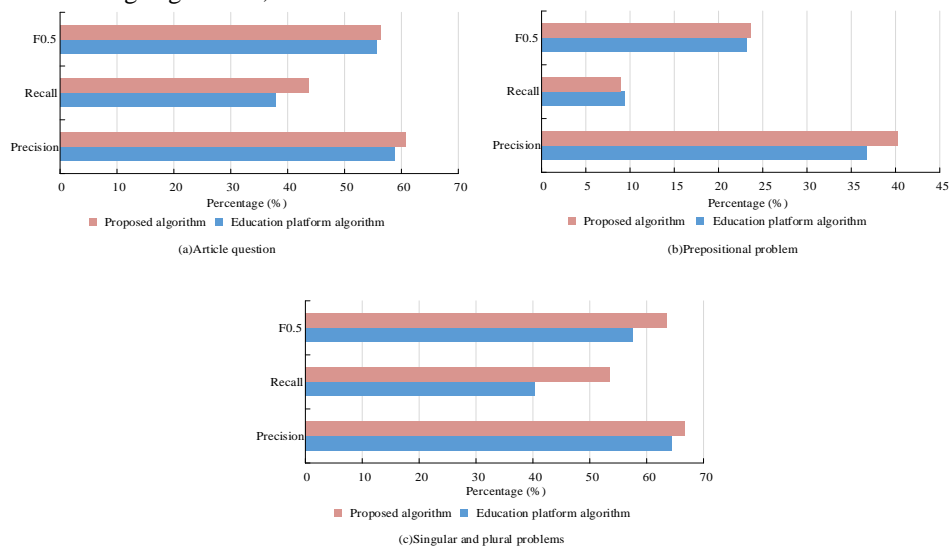 F0.5
Recall
Precision
0 10 20 30 40 50 60 70
Percentage (%)
Proposed algorithm Education platform algorithm
(a)Article question
F0.5
Recall
Precision
0 5 10 15 20 25 30 35 40 45
Percentage (%)
Proposed algorithm Education platform algorithm
(b)Prepositional problem
F0.5
Recall
Precision
0 10 20 30 40 50 60 70
Percentage (%)
Proposed algorithm Education platform algorithm
(c)Singular and plural problems